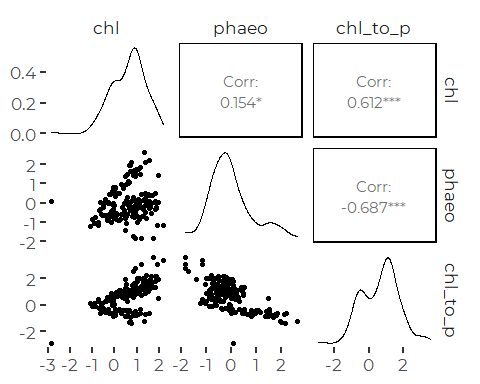 chl phaeo chl_to_p
0.4
0.2
0.0
Corr:
0.154*
Corr:
0.612***
chl
2
1
0
-1
-2
Corr:
-0.687***
phaeo
2
0
-2
chl_to_p
-3 -2 -1 0 1 2 -2 -1 0 1 2 -2 0 2